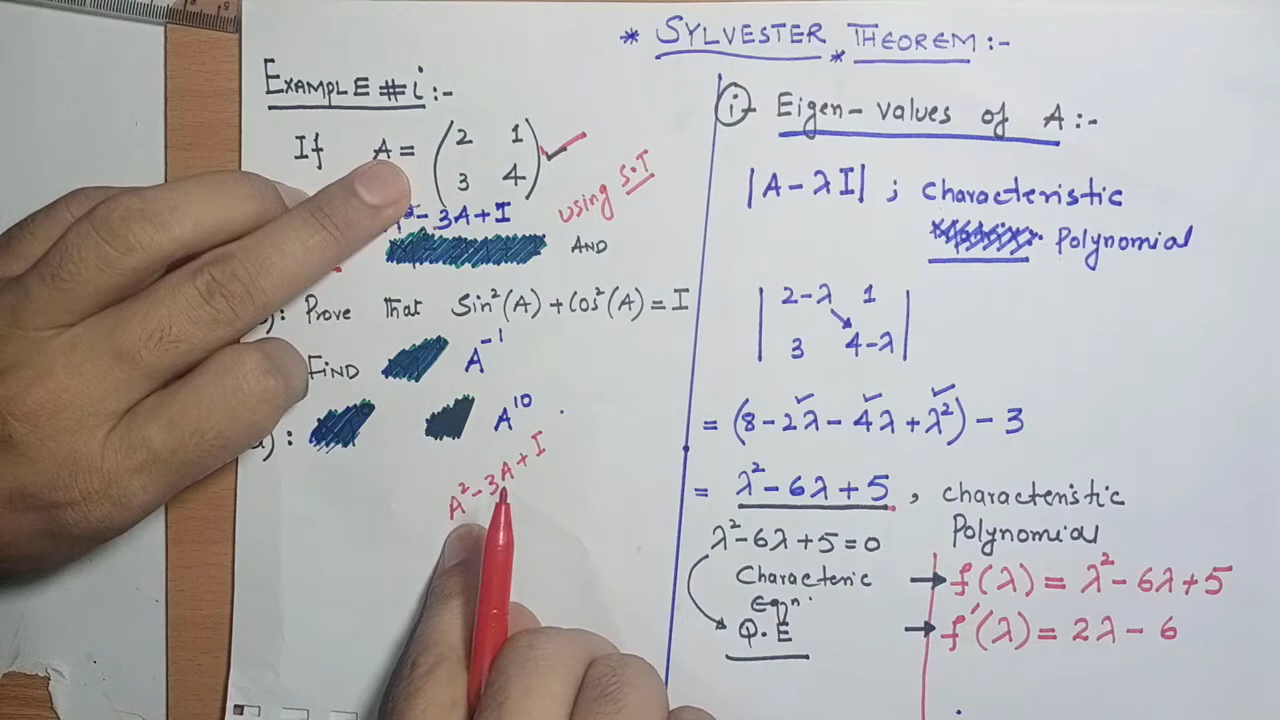 * SYLVESTER THEOREM:-
*
EXAMPLE # i:-
If A = (2 1
3 4)
using S.T
A²- 3A+I
AND
): Prove that Sin²(A) + Cos²(A) = I
FIND A⁻¹
): A¹⁰ .
A² - 3A + I
i- Eigen-values of A:-
|A - λI| ; characteristic
Polynomial
| 2-λ 1 |
| 3 4-λ |
= (8 - 2λ - 4λ + λ²) - 3
= λ² - 6λ + 5 , characteristic
Polynomial
λ²-6λ+5=0
Characteric
eqn.
Q.E
→ f(λ) = λ² - 6λ + 5
→ f'(λ) = 2λ - 6